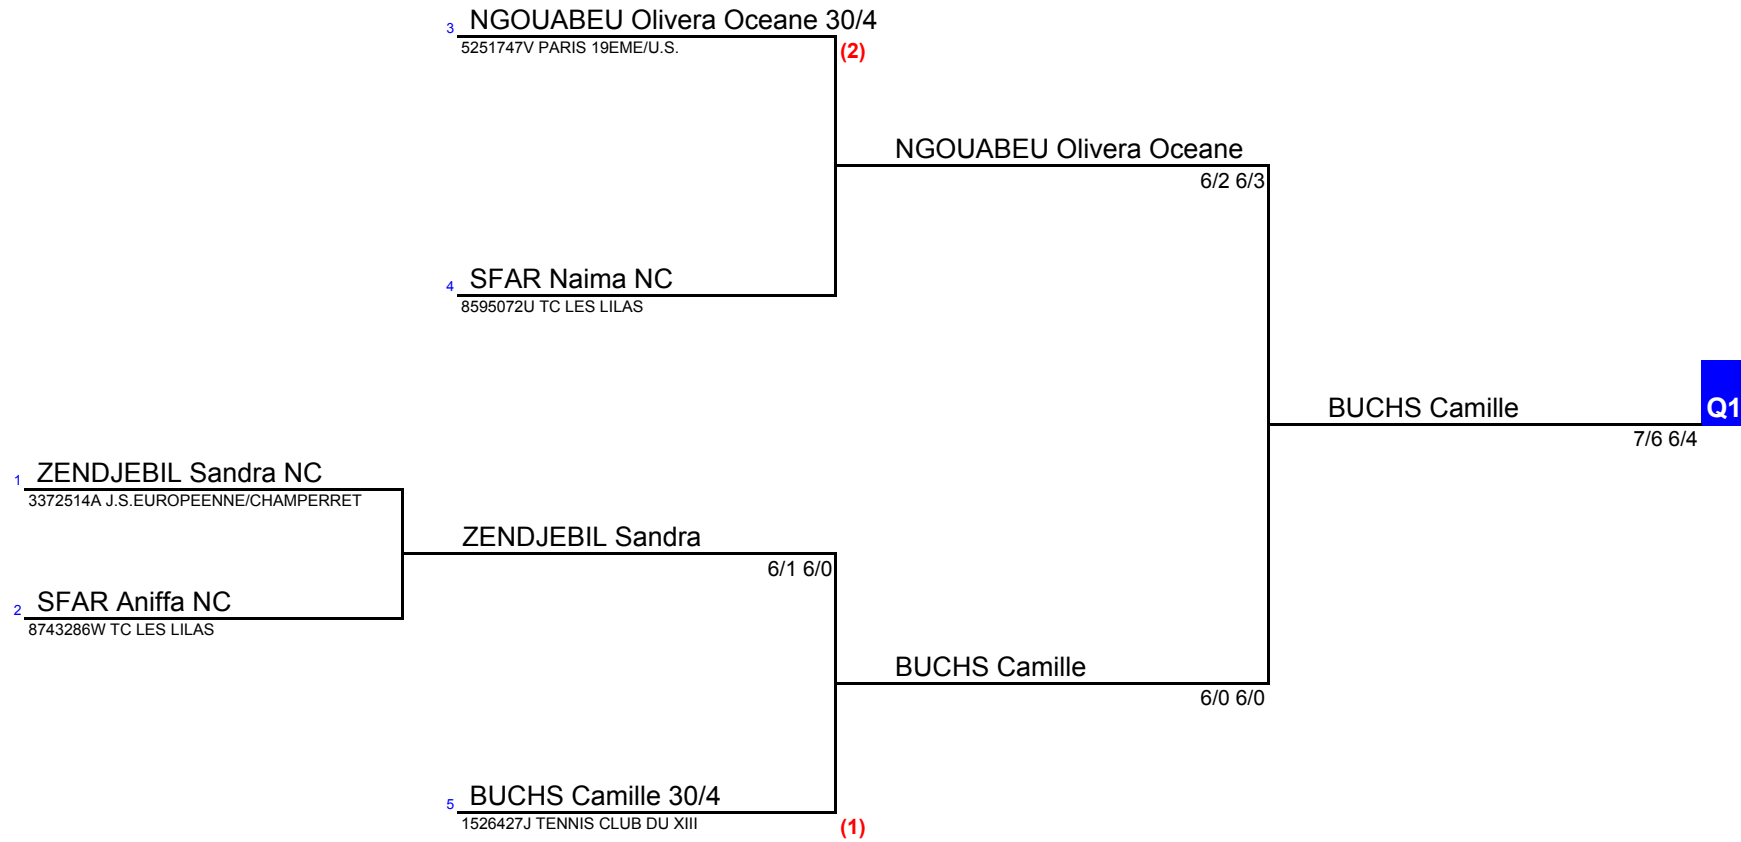 3 NGOUABEU Olivera Oceane 30/4
5251747V PARIS 19EME/U.S.
(2)
NGOUABEU Olivera Oceane
6/2 6/3
4 SFAR Naima NC
8595072U TC LES LILAS
BUCHS Camille
Q1
7/6 6/4
1 ZENDJEBIL Sandra NC
3372514A J.S.EUROPEENNE/CHAMPERRET
ZENDJEBIL Sandra
6/1 6/0
2 SFAR Aniffa NC
8743286W TC LES LILAS
BUCHS Camille
6/0 6/0
5 BUCHS Camille 30/4
1526427J TENNIS CLUB DU XIII
(1)